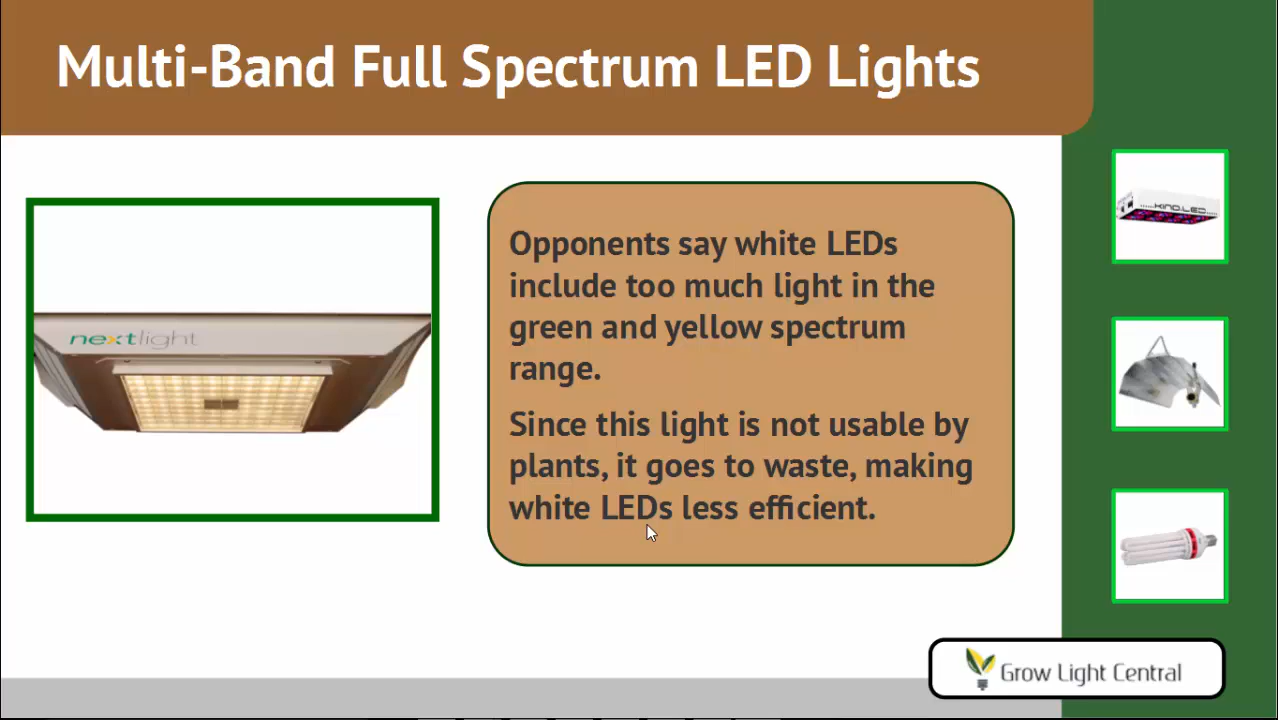 Multi-Band Full Spectrum LED Lights
nextlight
Opponents say white LEDs
include too much light in the
green and yellow spectrum
range.
Since this light is not usable by
plants, it goes to waste, making
white LEDs less efficient.
KIND LED
Grow Light Central